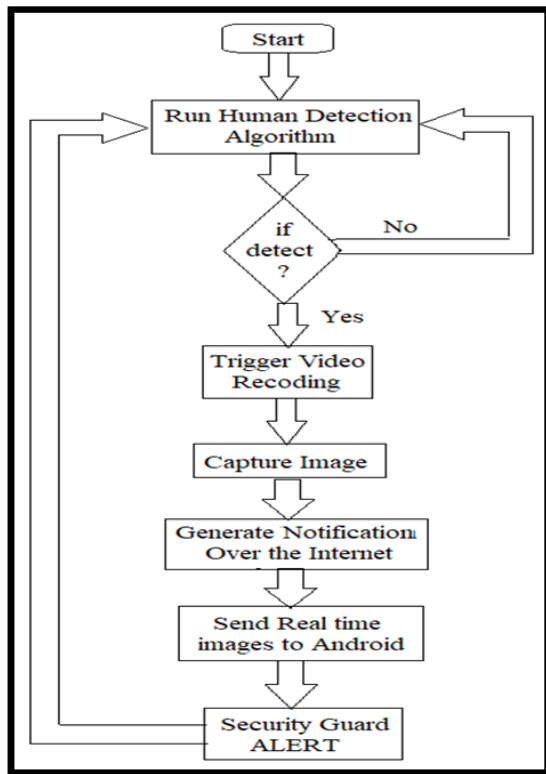 Start
Run Human Detection
Algorithm
if
detect
?
No
Yes
Trigger Video
Recoding
Capture Image
Generate Notification
Over the Internet
Send Real time
images to Android
Security Guard
ALERT